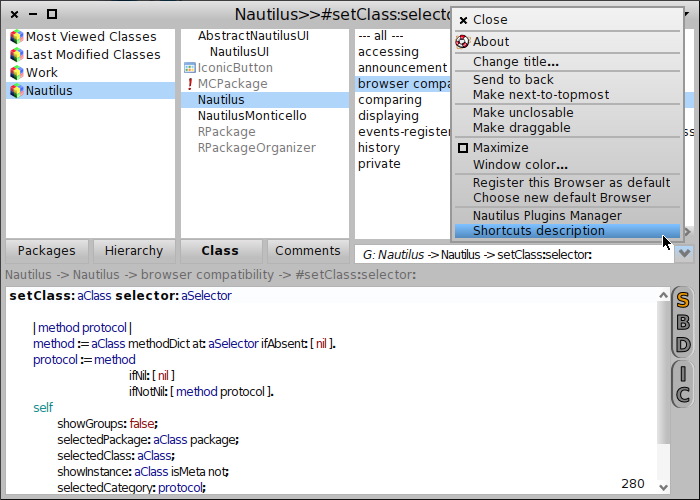 Nautilus>>#setClass:selecto
Most Viewed Classes
Last Modified Classes
Work
Nautilus
AbstractNautilusUI
NautilusUI
IconicButton
MCPackage
Nautilus
NautilusMonticello
RPackage
RPackageOrganizer
--- all ---
accessing
announcement
browser compa
comparing
displaying
events-register
history
private
Close
About
Change title...
Send to back
Make next-to-topmost
Make unclosable
Make draggable
Maximize
Window color...
Register this Browser as default
Choose new default Browser
Nautilus Plugins Manager
Shortcuts description
Packages
Hierarchy
Class
Comments
G: Nautilus -> Nautilus -> setClass:selector:
Nautilus -> Nautilus -> browser compatibility -> #setClass:selector:
setClass: aClass selector: aSelector
| method protocol |
method := aClass methodDict at: aSelector ifAbsent: [ nil ].
protocol := method
ifNil: [ nil ]
ifNotNil: [ method protocol ].
self
showGroups: false;
selectedPackage: aClass package;
selectedClass: aClass;
showInstance: aClass isMeta not;
selectedCategory: protocol;
280
S
B
D
I
C